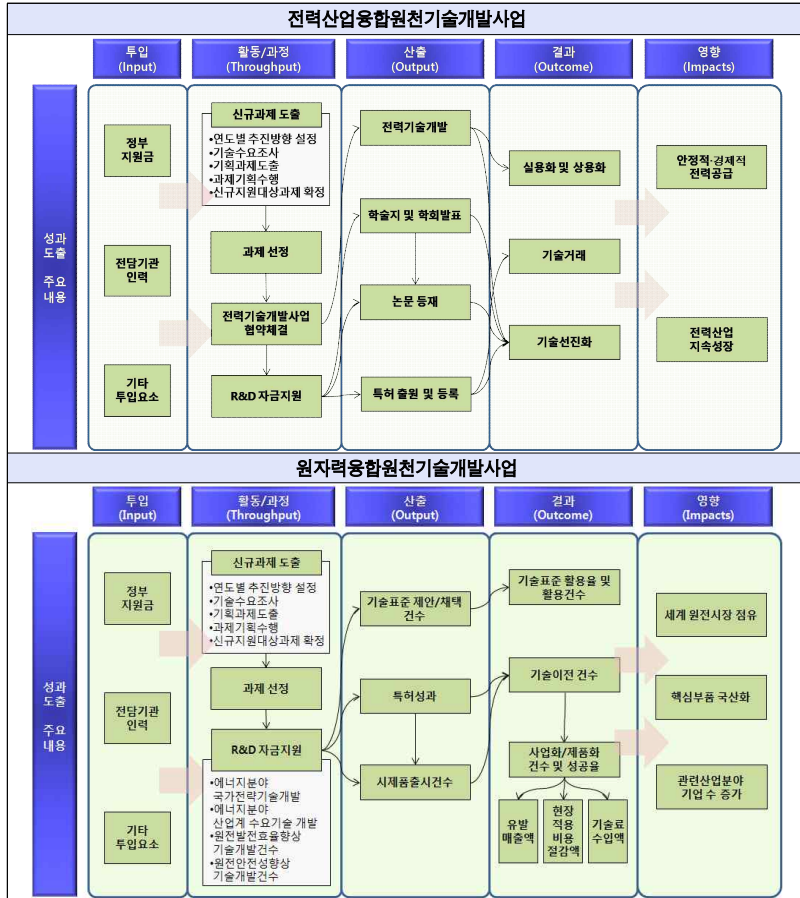 전력산업융합원천기술개발사업
투입
(Input)
활동/과정
(Throughput)
산출
(Output)
결과
(Outcome)
영향
(Impacts)
성과
도출
주요
내용
정부
지원금
전담기관
인력
기타
투입요소
신규과제 도출
•연도별 추진방향 설정
•기술수요조사
•기획과제도출
•과제기획수행
•신규지원대상과제 확정
과제 선정
전력기술개발사업
협약체결
R&D 자금지원
전력기술개발
학술지 및 학회발표
논문 등재
특허 출원 및 등록
실용화 및 상용화
기술거래
기술선진화
안정적·경제적
전력공급
전력산업
지속성장
원자력융합원천기술개발사업
투입
(Input)
활동/과정
(Throughput)
산출
(Output)
결과
(Outcome)
영향
(Impacts)
성과
도출
주요
내용
정부
지원금
전담기관
인력
기타
투입요소
신규과제 도출
•연도별 추진방향 설정
•기술수요조사
•기획과제도출
•과제기획수행
•신규지원대상과제 확정
과제 선정
R&D 자금지원
•에너지분야
국가전략기술개발
•에너지분야
산업계 수요기술 개발
•원전발전효율향상
기술개발건수
•원전안전성향상
기술개발건수
기술표준 제안/채택
건수
특허성과
시제품출시건수
기술표준 활용율 및
활용건수
기술이전 건수
사업화/제품화
건수 및 성공율
유발
매출액
현장
적용
비용
절감액
기술료
수입액
세계 원전시장 점유
핵심부품 국산화
관련산업분야
기업 수 증가